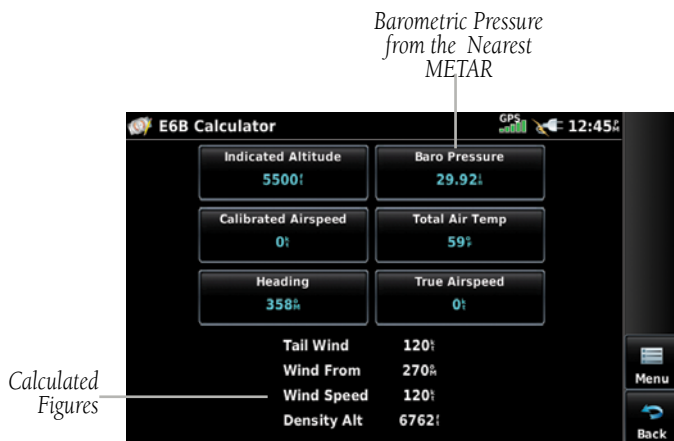 Barometric Pressure
from the Nearest
METAR
E6B Calculator
GPS
12:45
Indicated Altitude
5500
Baro Pressure
29.92
Calibrated Airspeed
0
Total Air Temp
59°F
Heading
358°M
True Airspeed
0
Tail Wind 120
Wind From 270°M
Wind Speed 120
Density Alt 6762
Calculated
Figures
Menu
Back